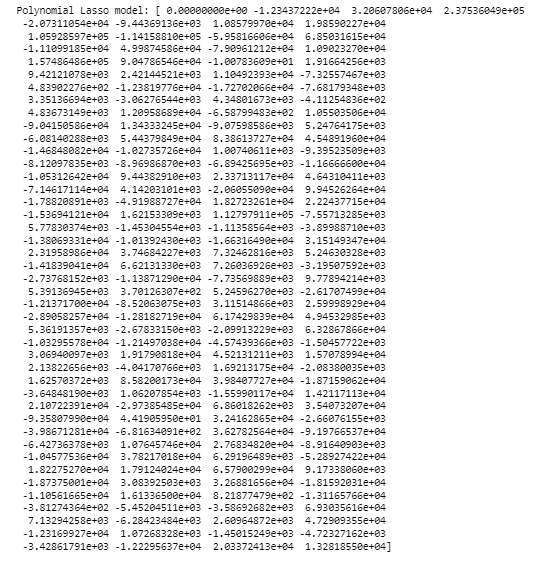 Polynomial Lasso model: [ 0.00000000e+00 -1.23437222e+04 3.20607806e+04 2.37536049e+05
-2.07311054e+04 -9.44369136e+03 1.08579970e+04 1.98590227e+04
1.05928597e+05 -1.14158810e+05 -5.95816606e+04 6.85031615e+04
-1.11099185e+04 4.99874586e+04 -7.90961212e+04 1.09023270e+04
1.57486486e+05 9.04786546e+04 -1.00783609e+01 1.91664256e+03
9.42121078e+03 2.42144521e+03 1.10492393e+04 -7.32557467e+03
4.83902276e+02 -1.23819776e+04 -1.72702066e+04 -7.68179348e+03
3.35136694e+03 -3.06276544e+03 4.34801673e+03 -4.11254836e+02
4.83673149e+03 1.20958689e+04 -6.58799483e+02 1.05503506e+04
-9.04150586e+04 1.34333245e+04 -9.07598586e+03 5.24764175e+03
-6.08140288e+03 5.44379849e+04 8.38613727e+04 4.54891960e+04
-1.46848082e+04 -1.02735726e+04 1.00740611e+03 -9.39523509e+03
-8.12097835e+03 -8.96986870e+03 -6.89425695e+03 -1.16666600e+04
-1.05312642e+04 9.44382910e+03 2.33713117e+04 4.64310411e+03
-7.14617114e+04 4.14203101e+03 -2.06055090e+04 9.94526264e+04
-1.78820891e+03 -4.91988727e+04 1.82723261e+04 2.22437715e+04
-1.53694121e+04 1.62153309e+03 1.12797911e+05 -7.55713285e+03
5.77830374e+04 -1.45304554e+03 -1.11358564e+03 -3.89988710e+03
-1.38069331e+04 -1.01392430e+03 -1.66316490e+04 3.15149347e+04
2.31958986e+04 3.74684227e+03 7.32462816e+03 5.24630328e+03
-1.41839041e+04 6.62131330e+03 7.26036926e+03 -3.19507592e+03
-2.73768152e+03 -1.13871290e+04 -7.73569889e+03 9.77894214e+03
5.39136945e+03 3.70126307e+02 5.24596270e+03 -2.61707499e+04
-1.21371700e+04 -8.52063075e+03 3.11514866e+03 2.59998929e+04
-2.89058257e+04 -1.28182719e+04 6.17429839e+04 4.94532985e+03
5.36191357e+03 -2.67833150e+03 -2.09913229e+03 6.32867866e+04
-1.03295578e+04 -1.21497038e+04 -4.57439366e+03 -1.50457722e+03
3.06940097e+03 1.91790818e+04 4.52131211e+03 1.57078994e+04
2.13822656e+03 -4.04170766e+03 1.69213175e+04 -2.08380035e+03
1.62570372e+03 8.58200173e+04 3.98407727e+04 -1.87159062e+04
-3.64848190e+03 1.06207854e+03 -1.55990117e+04 1.42117113e+04
2.10722391e+04 -2.97385485e+04 6.86018262e+03 3.54073207e+04
-9.35807990e+04 4.41905950e+01 3.24162865e+04 -2.66076155e+03
-3.98671281e+04 -6.81634091e+02 3.62782564e+04 -9.19766537e+04
-6.42736378e+03 1.07645746e+04 2.76834820e+04 -8.91640903e+03
-1.04577536e+04 3.78217018e+04 6.29196489e+03 -5.28927422e+04
1.82275270e+04 1.79124024e+04 6.57900299e+04 9.17338060e+03
-1.87375001e+04 3.08392503e+04 3.26881656e+04 -1.81592031e+04
-1.10561665e+04 1.61336500e+04 8.21877479e+02 -1.31165766e+04
-3.81274364e+02 -5.45204511e+03 -3.58692682e+03 6.93035616e+04
7.13294258e+03 -6.28423484e+03 2.60964872e+03 4.72909355e+04
-1.23169927e+04 1.07268328e+03 -1.45015249e+03 -4.72327162e+03
-3.42861791e+03 -1.22295637e+04 2.03372413e+04 1.32818550e+04]